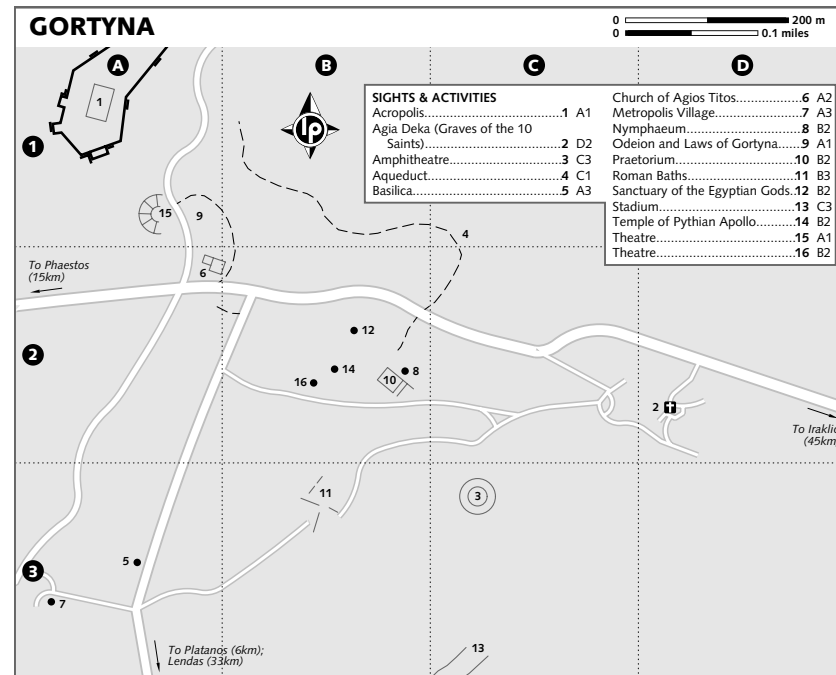 GORTYNA
0 200 m
0 0.1 miles
A B C D
SIGHTS & ACTIVITIES
Acropolis..............................1 A1
Agia Deka (Graves of the 10
Saints)..............................2 D2
Amphitheatre.......................3 C3
Aqueduct.............................4 C1
Basilica.................................5 A3
Church of Agios Titos.............6 A2
Metropolis Village..................7 A3
Nymphaeum........................8 B2
Odeion and Laws of Gortyna...9 A1
Praetorium..........................10 B2
Roman Baths.......................11 B3
Sanctuary of the Egyptian Gods..12 B2
Stadium..............................13 C3
Temple of Pythian Apollo........14 B2
Theatre...............................15 A1
Theatre...............................16 B2
1
1
lp
15
9
4
6
To Phaestos
(15km)
2
12
14
16
10
8
2
To Iraklio
(45km
11
3
3
5
7
13
To Platanos (6km);
Lendas (33km)